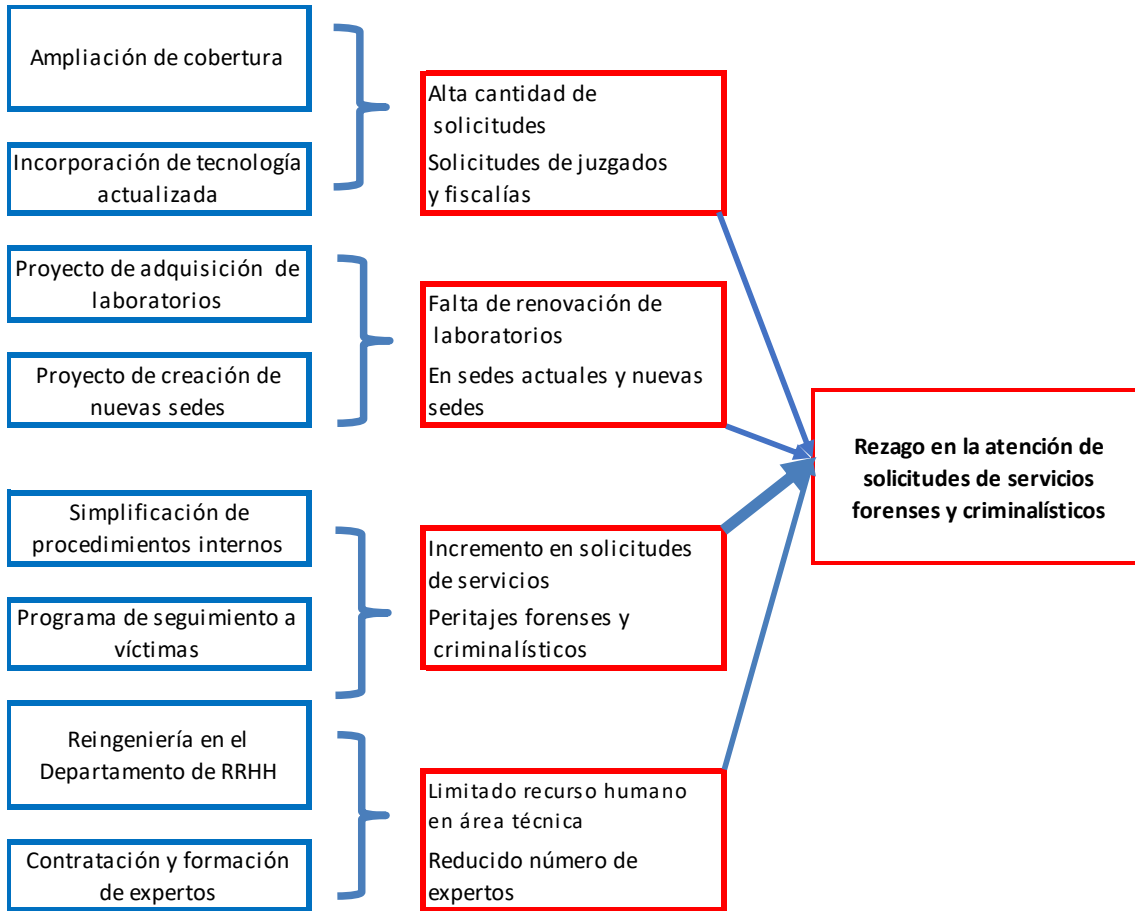 Ampliación de cobertura
Incorporación de tecnología
actualizada
Proyecto de adquisición de
laboratorios
Proyecto de creación de
nuevas sedes
Simplificación de
procedimientos internos
Programa de seguimiento a
víctimas
Reingeniería en el
Departamento de RRHH
Contratación y formación
de expertos
Alta cantidad de
solicitudes
Solicitudes de juzgados
y fiscalías
Falta de renovación de
laboratorios
En sedes actuales y nuevas
sedes
Incremento en solicitudes
de servicios
Peritajes forenses y
criminalísticos
Limitado recurso humano
en área técnica
Reducido número de
expertos
Rezago en la atención de
solicitudes de servicios
forenses y criminalísticos